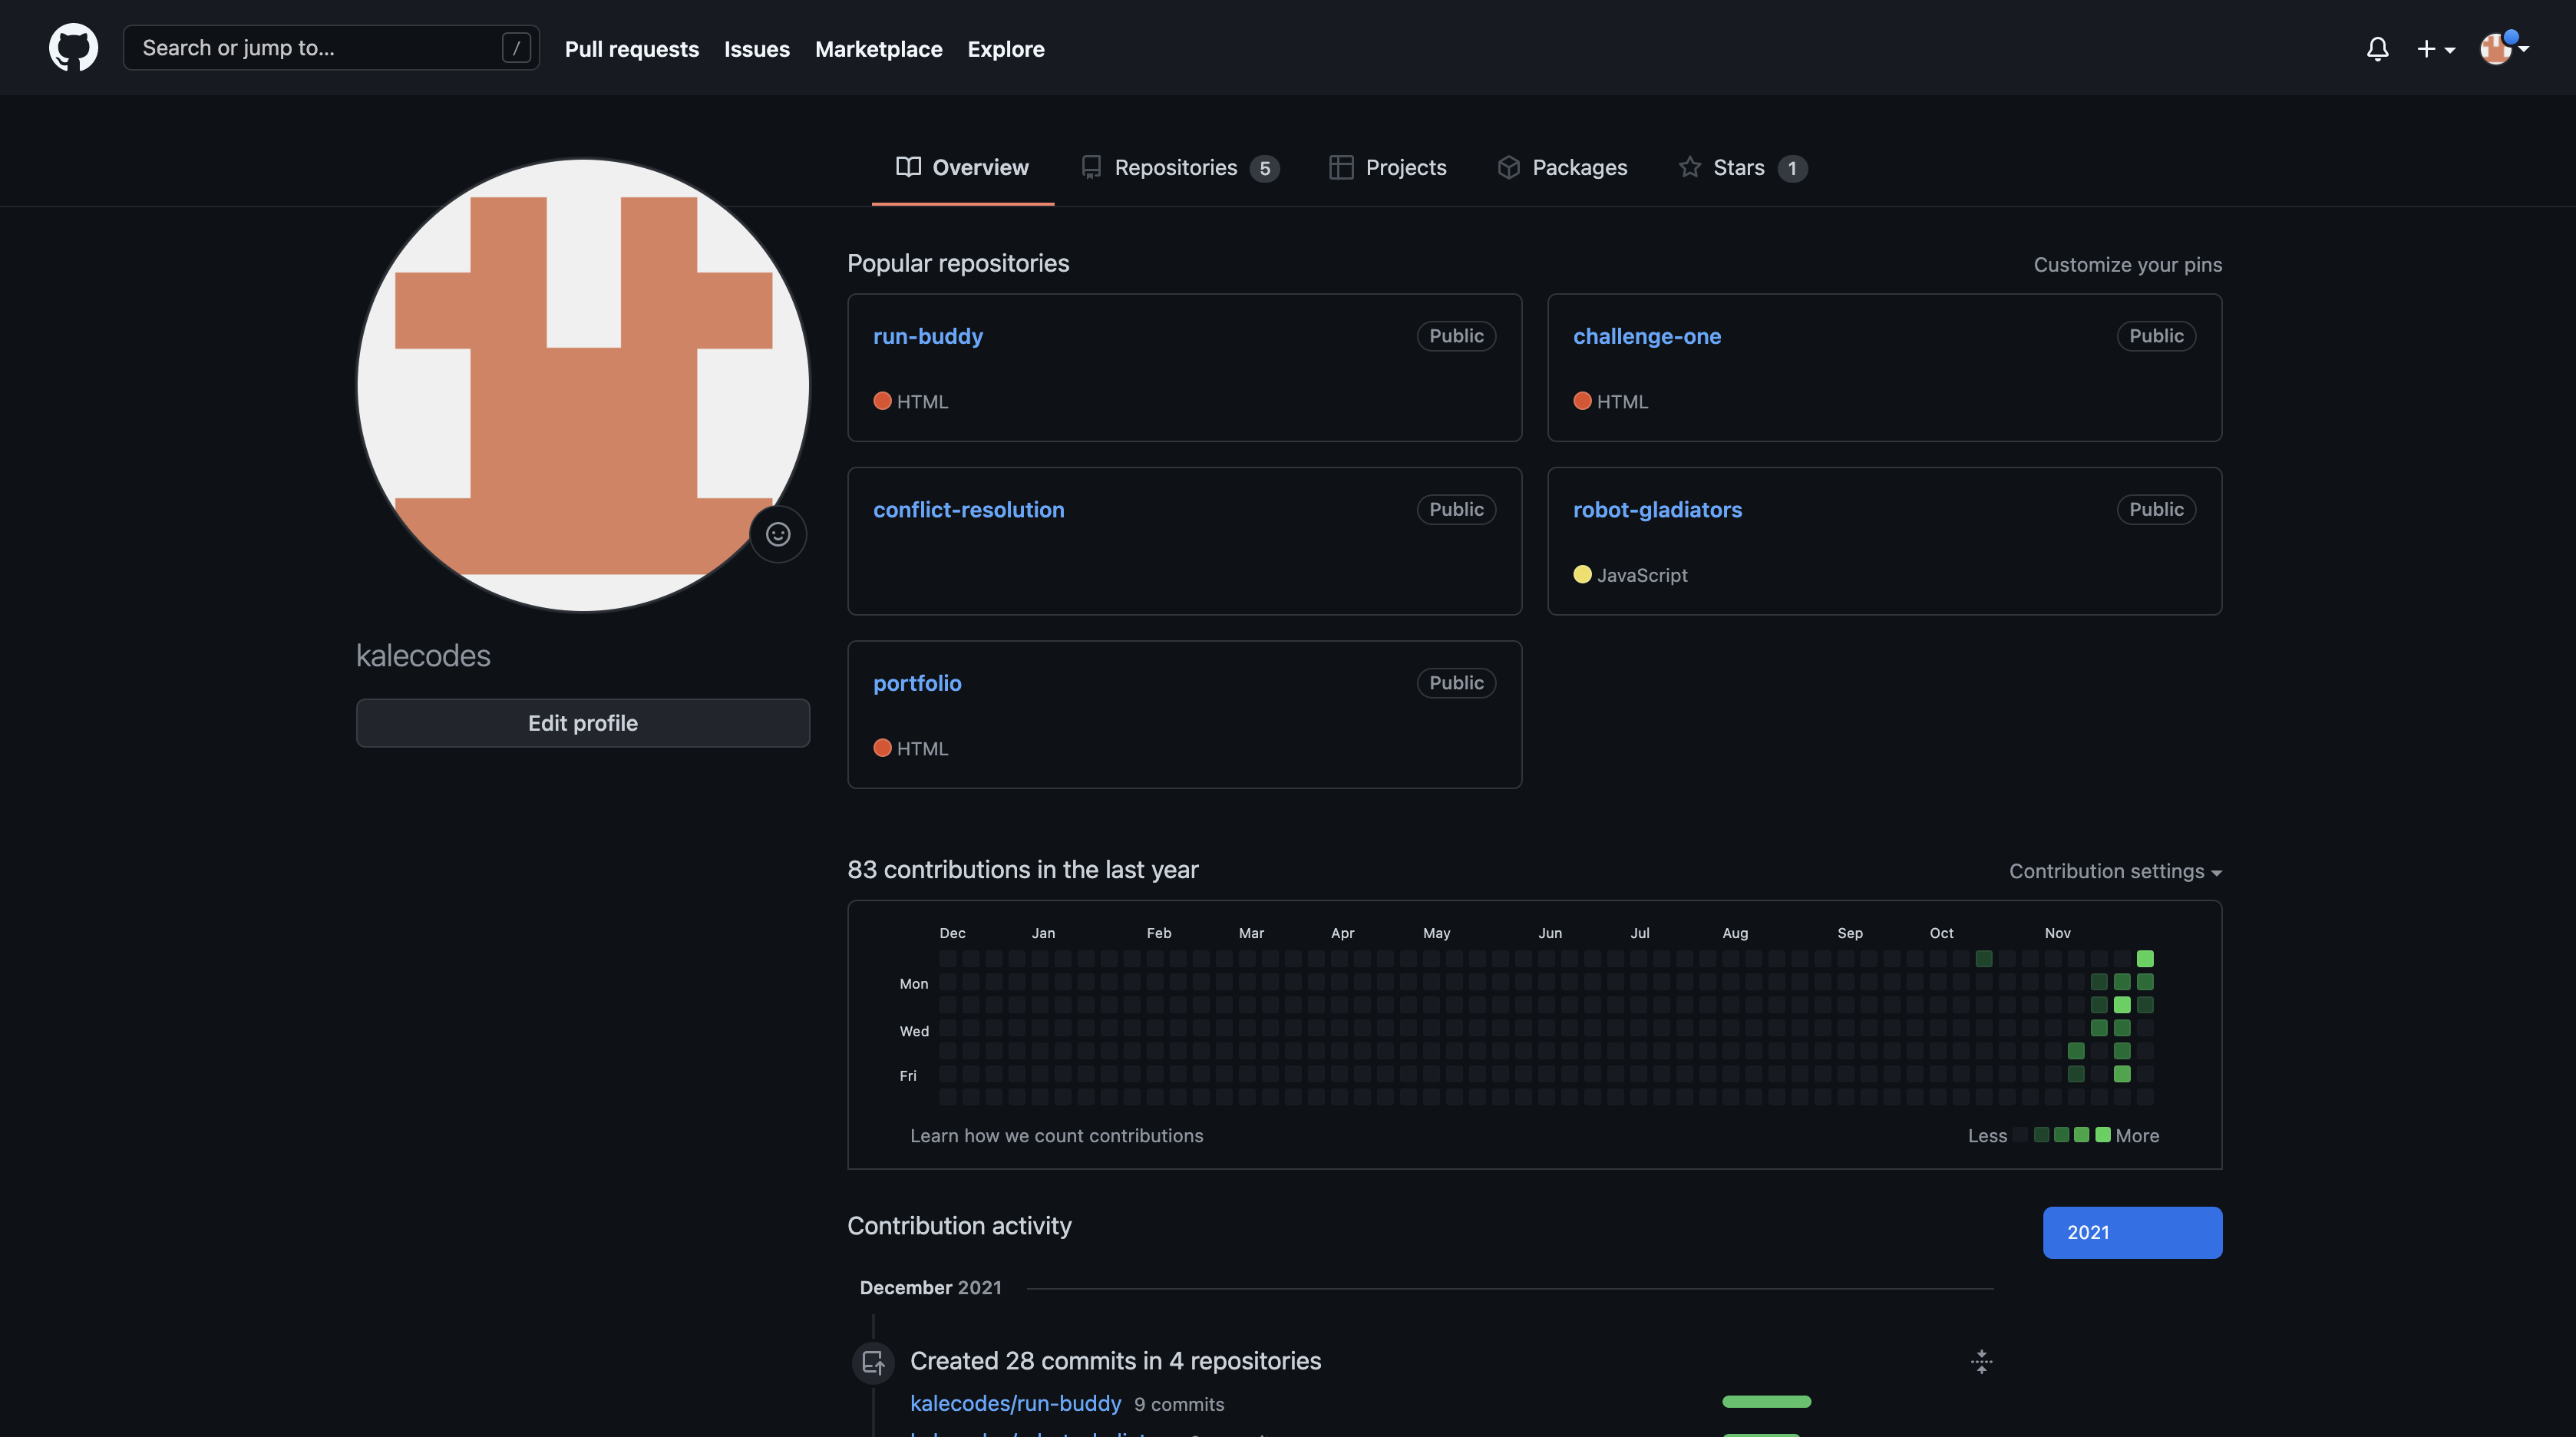 Search or jump to... /
Pull requests Issues Marketplace Explore
Overview Repositories 5 Projects Packages Stars 1
Popular repositories Customize your pins
run-buddy Public
HTML
challenge-one Public
HTML
conflict-resolution Public
robot-gladiators Public
JavaScript
portfolio Public
HTML
kalecodes
Edit profile
83 contributions in the last year Contribution settings
Dec Jan Feb Mar Apr May Jun Jul Aug Sep Oct Nov
Mon
Wed
Fri
Learn how we count contributions Less More
Contribution activity
2021
December 2021
Created 28 commits in 4 repositories
kalecodes/run-buddy 9 commits